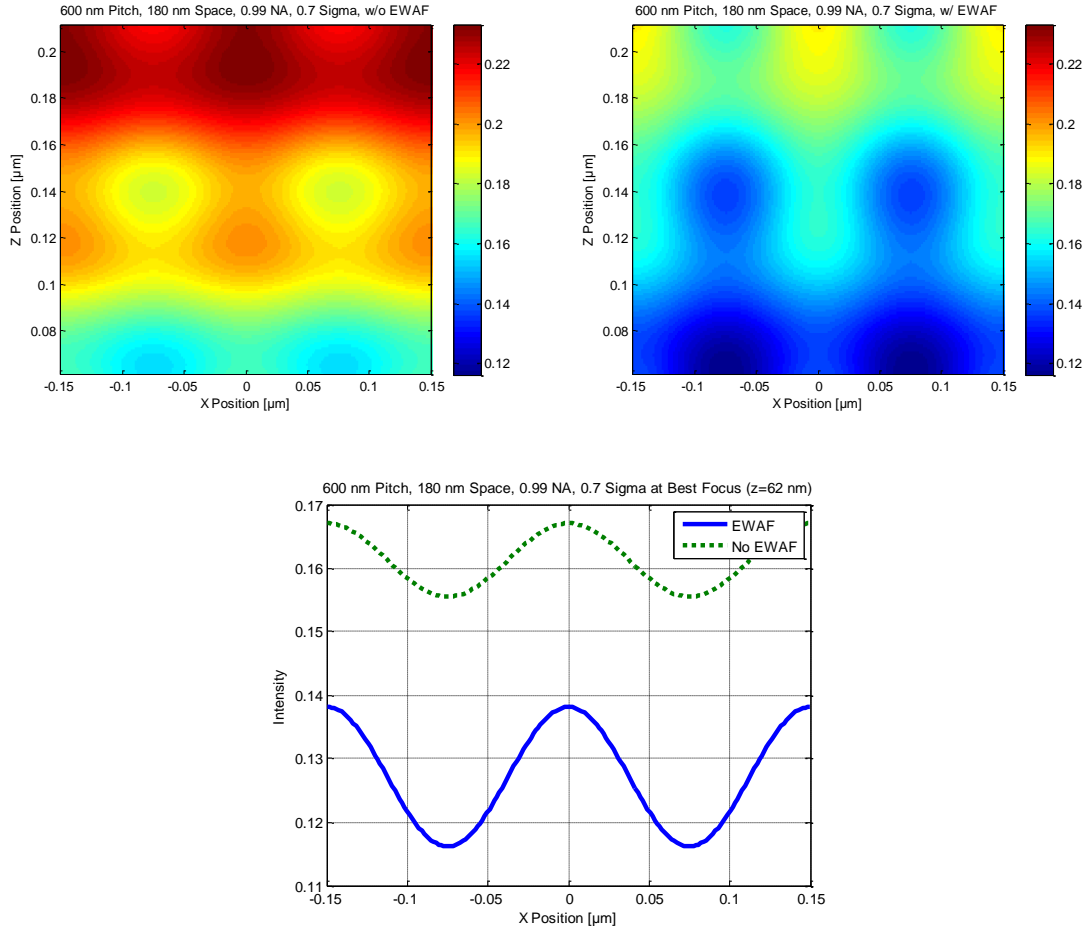 600 nm Pitch, 180 nm Space, 0.99 NA, 0.7 Sigma, w/o EWAF
0.2
0.18
0.16
0.14
0.12
0.1
0.08
Z Position [µm]
-0.15 -0.1 -0.05 0 0.05 0.1 0.15
X Position [µm]
0.22
0.2
0.18
0.16
0.14
0.12
600 nm Pitch, 180 nm Space, 0.99 NA, 0.7 Sigma, w/ EWAF
0.2
0.18
0.16
0.14
0.12
0.1
0.08
Z Position [µm]
-0.15 -0.1 -0.05 0 0.05 0.1 0.15
X Position [µm]
0.22
0.2
0.18
0.16
0.14
0.12
600 nm Pitch, 180 nm Space, 0.99 NA, 0.7 Sigma at Best Focus (z=62 nm)
EWAF
No EWAF
0.17
0.16
0.15
0.14
0.13
0.12
0.11
Intensity
-0.15 -0.1 -0.05 0 0.05 0.1 0.15
X Position [µm]